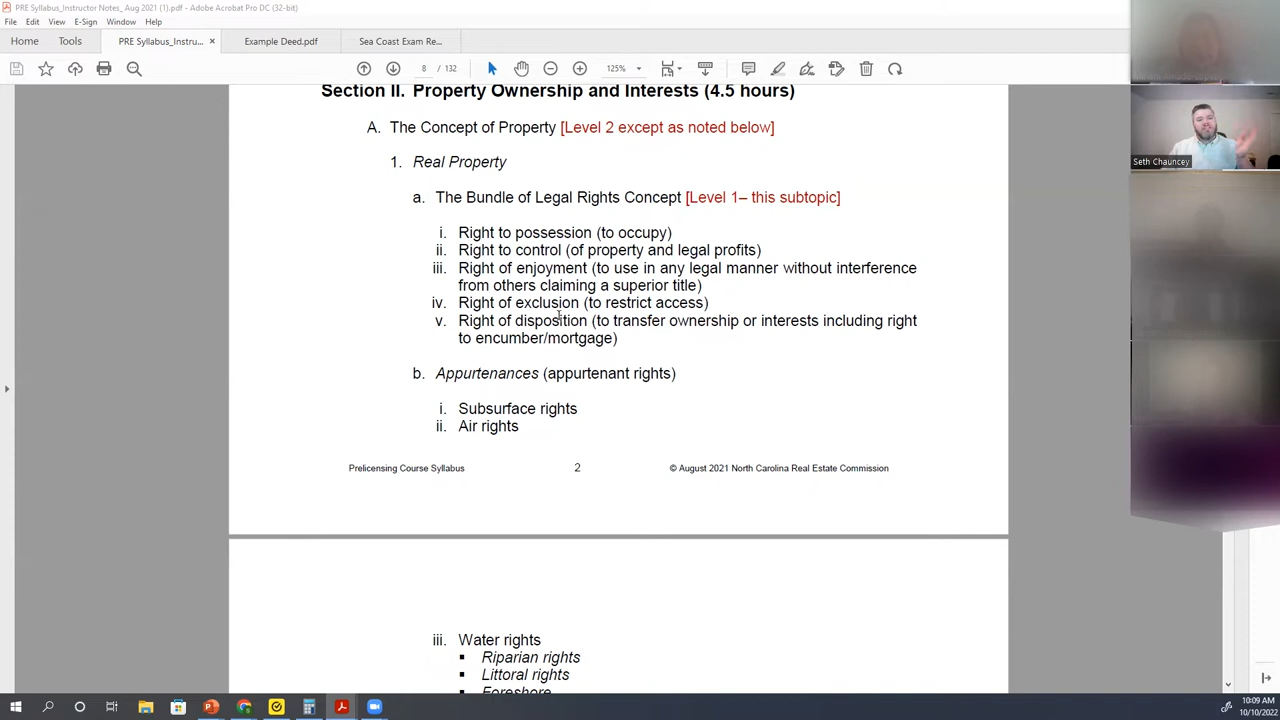 PRE Syllabus_Instructor Notes_ Aug 2021 (1).pdf - Adobe Acrobat Pro DC (32-bit)
File Edit View E-Sign Window Help
Home Tools PRE Syllabus_Instru... × Example Deed.pdf Sea Coast Exam Re...
8 / 132 125%
Section II. Property Ownership and Interests (4.5 hours)
A. The Concept of Property [Level 2 except as noted below]
1. Real Property
a. The Bundle of Legal Rights Concept [Level 1– this subtopic]
i. Right to possession (to occupy)
ii. Right to control (of property and legal profits)
iii. Right of enjoyment (to use in any legal manner without interference
from others claiming a superior title)
iv. Right of exclusion (to restrict access)
v. Right of disposition (to transfer ownership or interests including right
to encumber/mortgage)
b. Appurtenances (appurtenant rights)
i. Subsurface rights
ii. Air rights
Prelicensing Course Syllabus 2 © August 2021 North Carolina Real Estate Commission
iii. Water rights
▪ Riparian rights
▪ Littoral rights
▪ Foreshore
Seth Chauncey
10:09 AM
10/10/2022